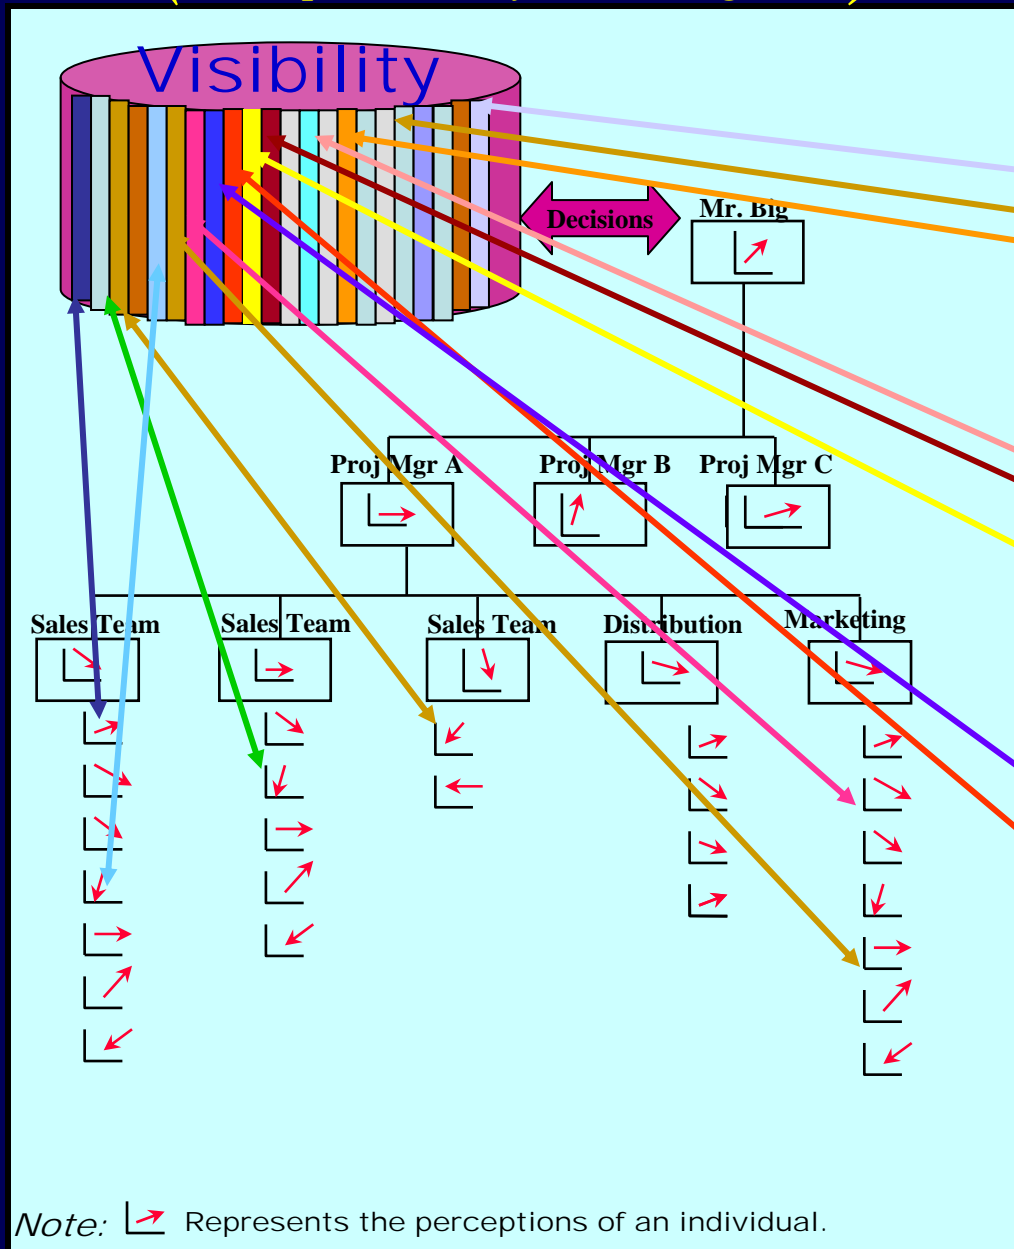 Visibility
Decisions
Mr. Big
Proj Mgr A
Proj Mgr B
Proj Mgr C
Sales Team
Sales Team
Sales Team
Distribution
Marketing
Note:
Represents the perceptions of an individual.